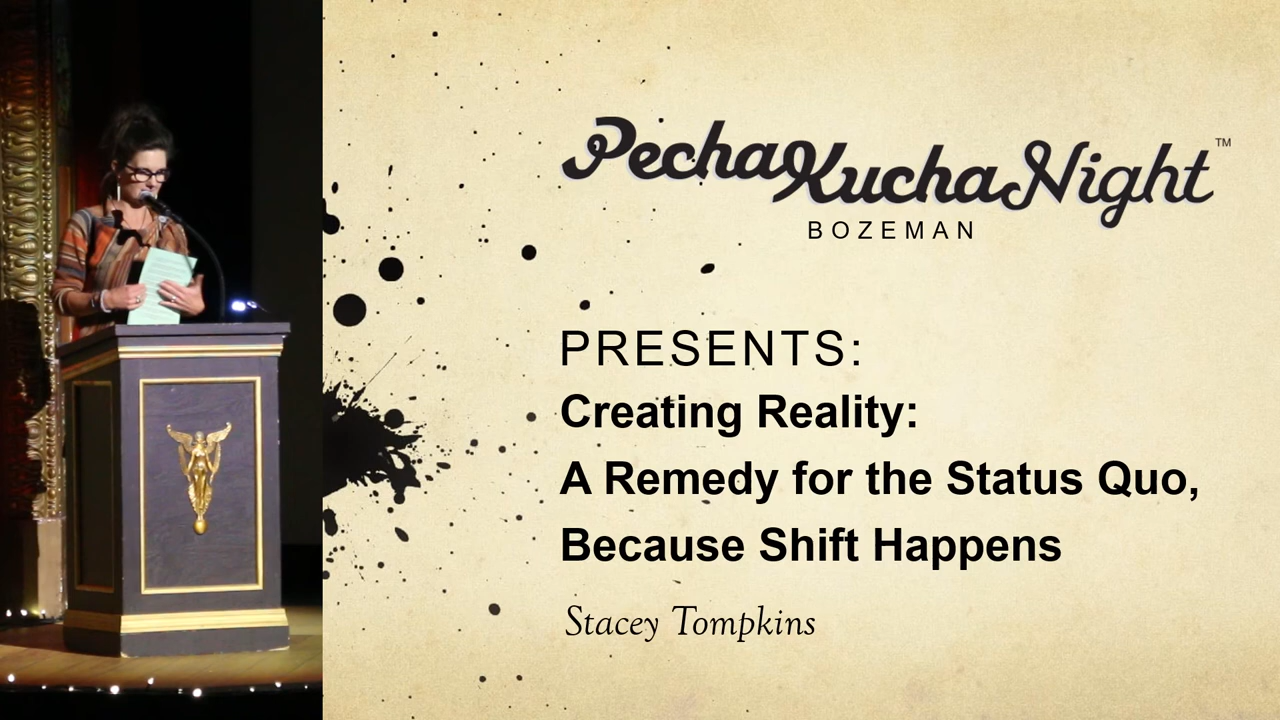 PechaKuchaNight™
BOZEMAN
PRESENTS:
Creating Reality:
A Remedy for the Status Quo,
Because Shift Happens
Stacey Tompkins